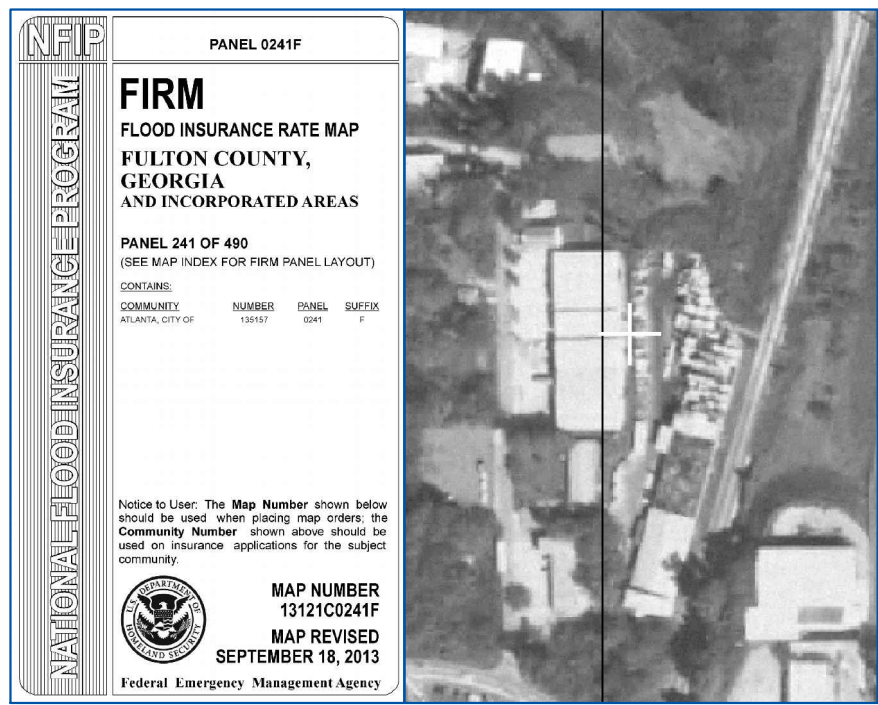 NFIP
PANEL 0241F
NATIONAL FLOOD INSURANCE PROGRAM
FIRM
FLOOD INSURANCE RATE MAP
FULTON COUNTY,
GEORGIA
AND INCORPORATED AREAS
PANEL 241 OF 490
(SEE MAP INDEX FOR FIRM PANEL LAYOUT)
CONTAINS:
COMMUNITY NUMBER PANEL SUFFIX
ATLANTA, CITY OF 135157 0241 F
Notice to User: The Map Number shown below
should be used when placing map orders; the
Community Number shown above should be
used on insurance applications for the subject
community.
U.S. DEPARTMENT OF
HOMELAND SECURITY
MAP NUMBER
13121C0241F
MAP REVISED
SEPTEMBER 18, 2013
Federal Emergency Management Agency